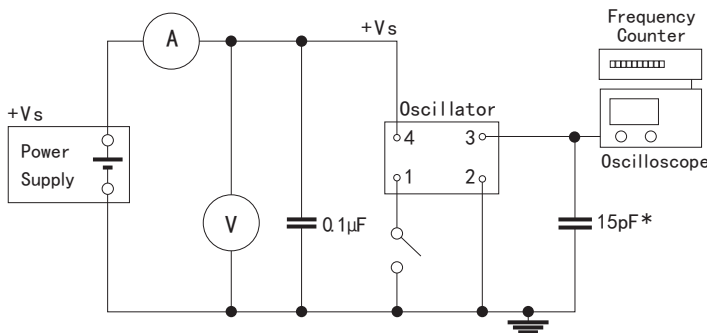 Frequency
Counter
A
+Vs
+Vs
Power
Supply
Oscillator
4
3
1
2
Oscilloscope
V
0.1µF
15pF*